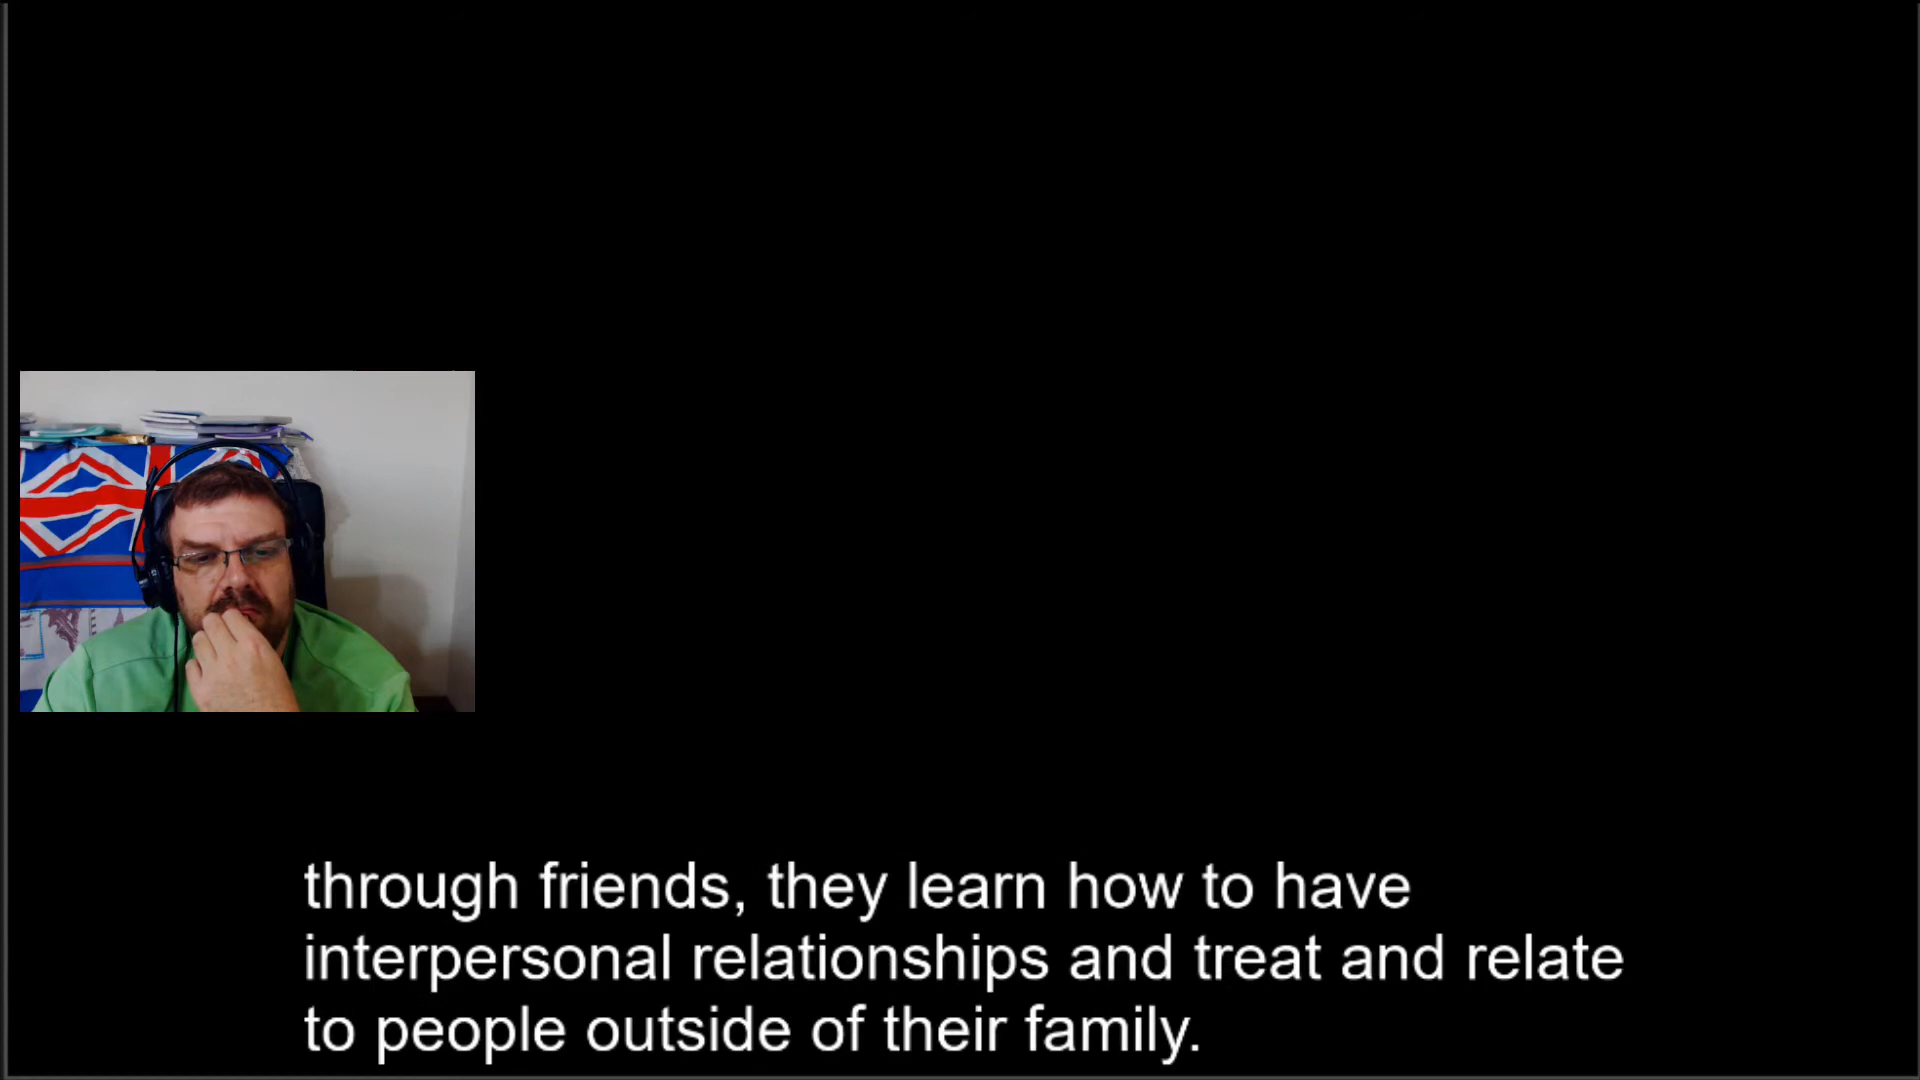 through friends, they learn how to have
interpersonal relationships and treat and relate
to people outside of their family.